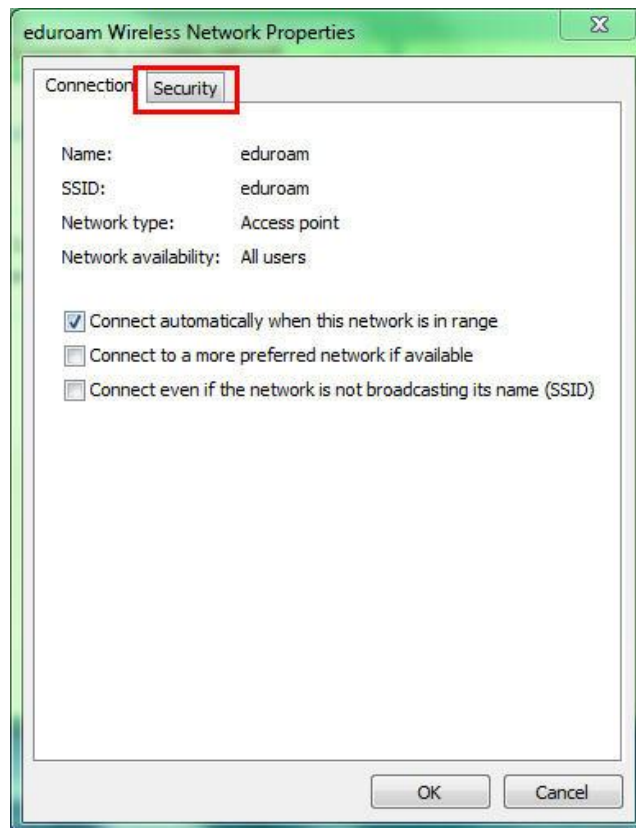 eduroam Wireless Network Properties
Connection Security
Name: eduroam
SSID: eduroam
Network type: Access point
Network availability: All users
Connect automatically when this network is in range
Connect to a more preferred network if available
Connect even if the network is not broadcasting its name (SSID)
OK Cancel